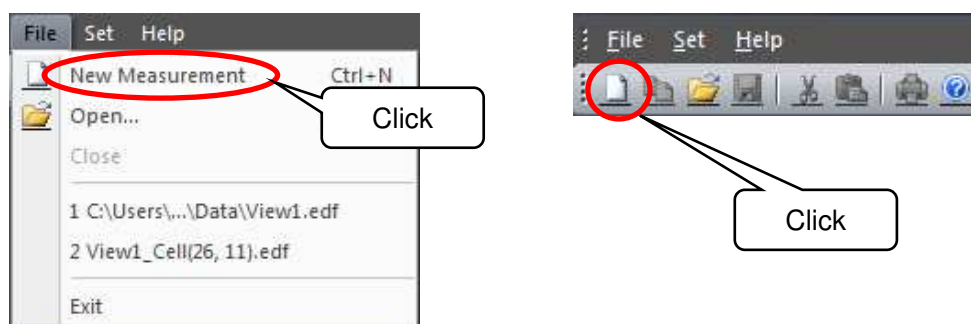 File Set Help
New Measurement Ctrl+N
Open...
Close
1 C:\Users\...\Data\View1.edf
2 View1_Cell(26, 11).edf
Exit
Click
File Set Help
Click